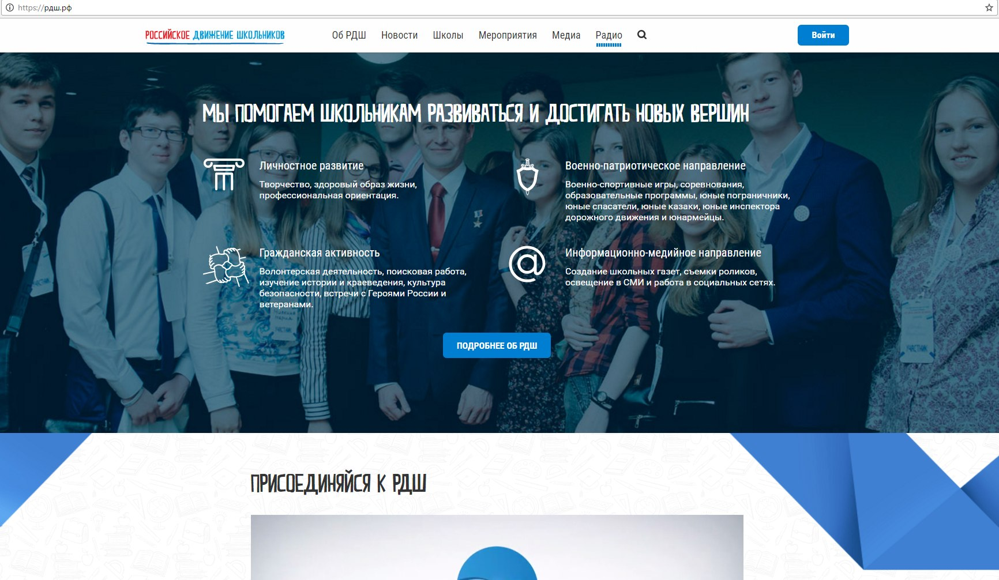 https://рдш.рф
РОССИЙСКОЕ ДВИЖЕНИЕ ШКОЛЬНИКОВ
Об РДШ Новости Школы Мероприятия Медиа Радио
Войти
МЫ ПОМОГАЕМ ШКОЛЬНИКАМ РАЗВИВАТЬСЯ И ДОСТИГАТЬ НОВЫХ ВЕРШИН
Личностное развитие
Творчество, здоровый образ жизни,
профессиональная ориентация.
Военно-патриотическое направление
Военно-спортивные игры, соревнования,
образовательные программы, юные пограничники,
юные спасатели, юные казаки, юные инспектора
дорожного движения и юнармейцы.
Гражданская активность
Волонтерская деятельность, поисковая работа,
изучение истории и краеведения, культура
безопасности, встречи с Героями России и
ветеранами.
@
Информационно-медийное направление
Создание школьных газет, съемки роликов,
освещение в СМИ и работа в социальных сетях.
УЧАСТНИК
ПОДРОБНЕЕ ОБ РДШ
ПРИСОЕДИНЯЙСЯ К РДШ